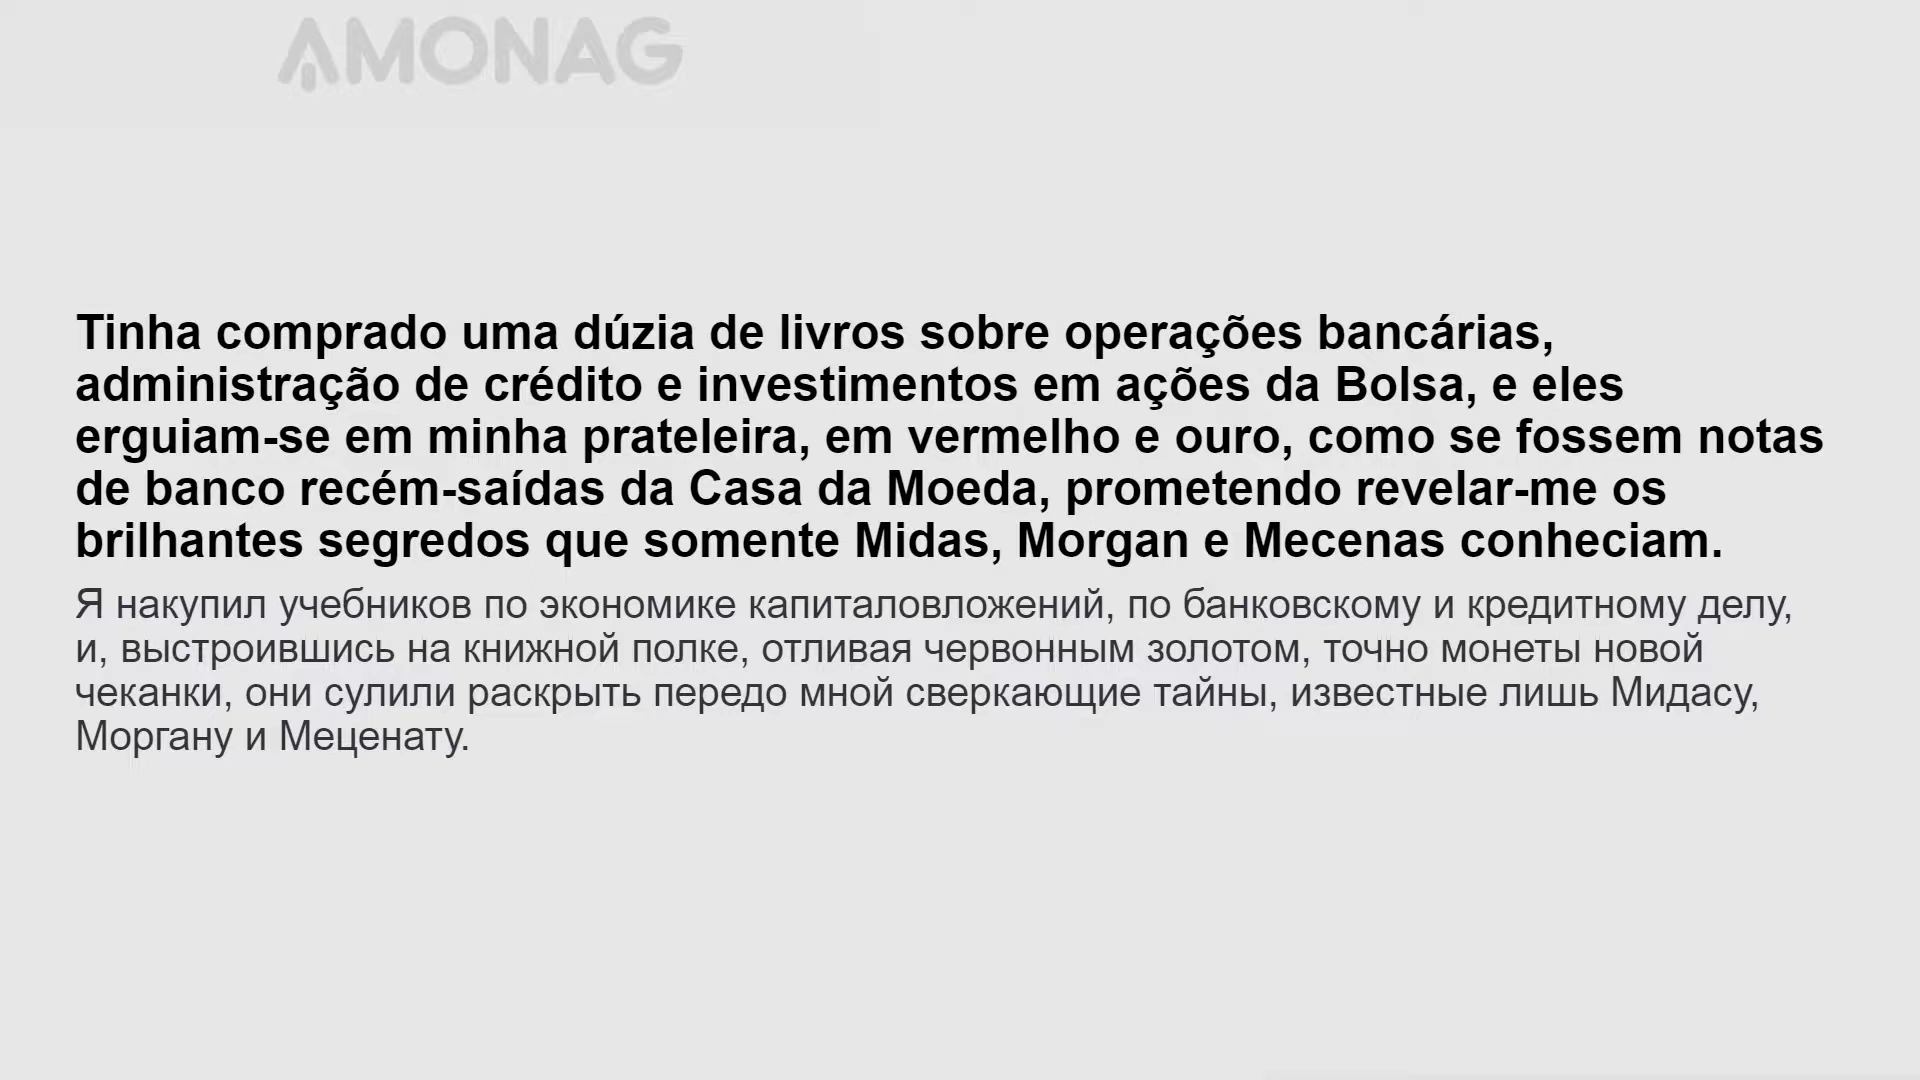 AMONAG
Tinha comprado uma dúzia de livros sobre operações bancárias,
administração de crédito e investimentos em ações da Bolsa, e eles
erguiam-se em minha prateleira, em vermelho e ouro, como se fossem notas
de banco recém-saídas da Casa da Moeda, prometendo revelar-me os
brilhantes segredos que somente Midas, Morgan e Mecenas conheciam.
Я накупил учебников по экономике капиталовложений, по банковскому и кредитному делу,
и, выстроившись на книжной полке, отливая червонным золотом, точно монеты новой
чеканки, они сулили раскрыть передо мной сверкающие тайны, известные лишь Мидасу,
Моргану и Меценату.